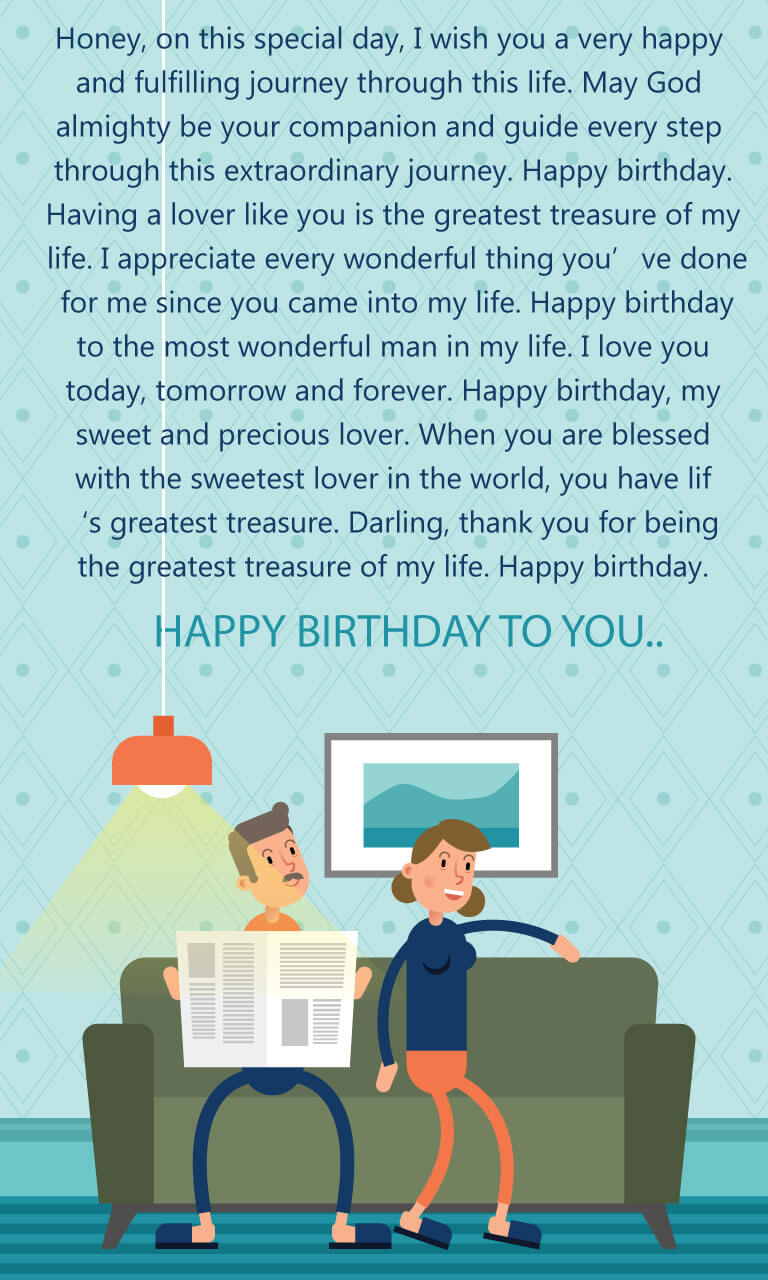 Honey, on this special day, I wish you a very happy
and fulfilling journey through this life. May God
almighty be your companion and guide every step
through this extraordinary journey. Happy birthday.
Having a lover like you is the greatest treasure of my
life. I appreciate every wonderful thing you’ ve done
for me since you came into my life. Happy birthday
to the most wonderful man in my life. I love you
today, tomorrow and forever. Happy birthday, my
sweet and precious lover. When you are blessed
with the sweetest lover in the world, you have lif
‘s greatest treasure. Darling, thank you for being
the greatest treasure of my life. Happy birthday.
HAPPY BIRTHDAY TO YOU..